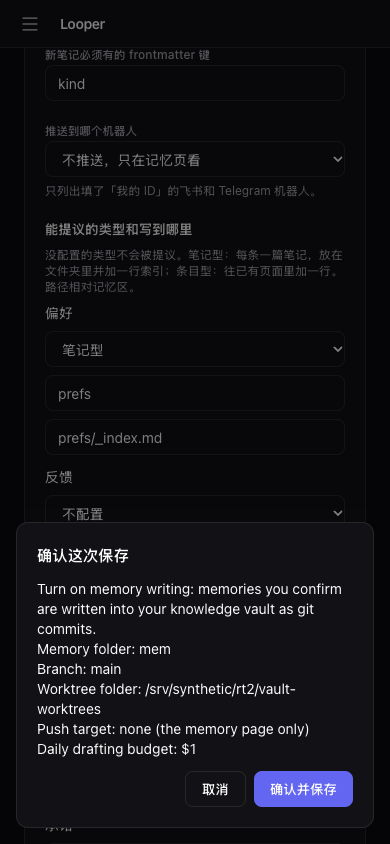 Looper
新笔记必须有的 frontmatter 键
kind
推送到哪个机器人
不推送，只在记忆页看
只列出填了「我的 ID」的飞书和 Telegram 机器人。
能提议的类型和写到哪里
没配置的类型不会被提议。笔记型：每条一篇笔记，放在
文件夹里并加一行索引；条目型：往已有页面里加一行。
路径相对记忆区。
偏好
笔记型
prefs
prefs/_index.md
反馈
不配置
确认这次保存
Turn on memory writing: memories you confirm
are written into your knowledge vault as git
commits.
Memory folder: mem
Branch: main
Worktree folder: /srv/synthetic/rt2/vault-
worktrees
Push target: none (the memory page only)
Daily drafting budget: $1
取消
确认并保存